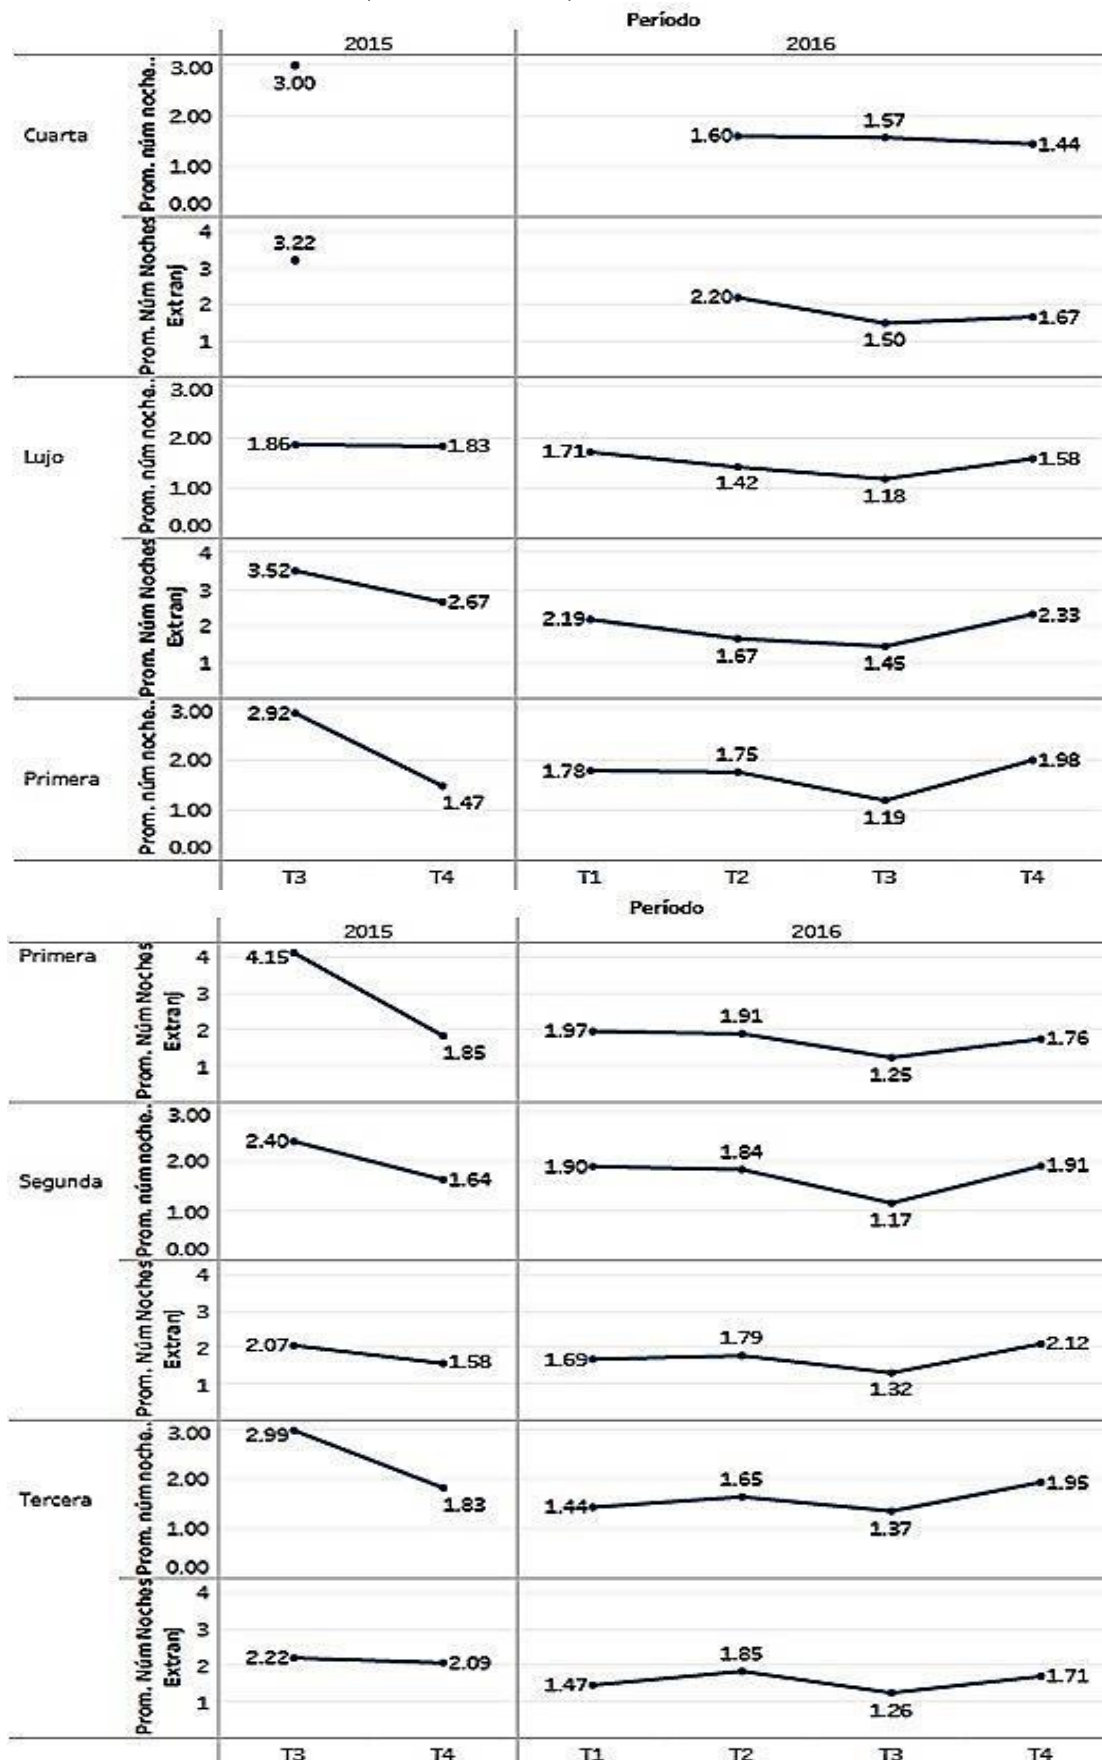 Período
2015 2016
Cuarta
Prom. núm noche..
3.00
2.00
1.00
0.00
3.00
1.60 1.57 1.44
Prom. Núm Noches
Extranj
4
3
2
1
3.22
2.20 1.50 1.67
Lujo
Prom. núm noche..
3.00
2.00
1.00
0.00
1.86 1.83 1.71 1.42 1.18 1.58
Prom. Núm Noches
Extranj
4
3
2
1
3.52 2.67 2.19 1.67 1.45 2.33
Primera
Prom. núm noche..
3.00
2.00
1.00
0.00
2.92 1.47 1.78 1.75 1.19 1.98
T3 T4 T1 T2 T3 T4
Período
2015 2016
Primera
Prom. Núm Noches
Extranj
4
3
2
1
4.15 1.85 1.97 1.91 1.25 1.76
Segunda
Prom. núm noche..
3.00
2.00
1.00
0.00
2.40 1.64 1.90 1.84 1.17 1.91
Prom. Núm Noches
Extranj
4
3
2
1
2.07 1.58 1.69 1.79 1.32 2.12
Tercera
Prom. núm noche..
3.00
2.00
1.00
0.00
2.99 1.83 1.44 1.65 1.37 1.95
Prom. Núm Noches
Extranj
4
3
2
1
2.22 2.09 1.47 1.85 1.26 1.71
T3 T4 T1 T2 T3 T4